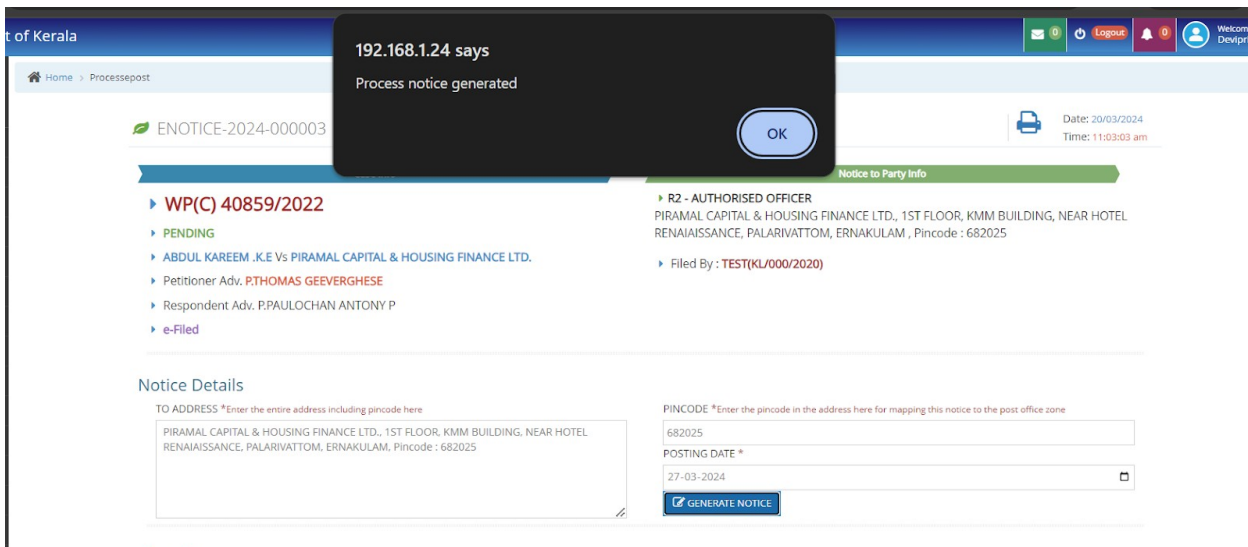 t of Kerala
192.168.1.24 says
Process notice generated
OK
0
Logout
0
Welcom
Devipr
Home > Processepost
ENOTICE-2024-000003
Date: 20/03/2024
Time: 11:03:03 am
Notice to Party Info
WP(C) 40859/2022
PENDING
ABDUL KAREEM .K.E Vs PIRAMAL CAPITAL & HOUSING FINANCE LTD.
Petitioner Adv. P.THOMAS GEEVERGHESE
Respondent Adv. P.PAULOCHAN ANTONY P
e-Filed
R2 - AUTHORISED OFFICER
PIRAMAL CAPITAL & HOUSING FINANCE LTD., 1ST FLOOR, KMM BUILDING, NEAR HOTEL
RENAIAISSANCE, PALARIVATTOM, ERNAKULAM , Pincode : 682025
Filed By : TEST(KL/000/2020)
Notice Details
TO ADDRESS *Enter the entire address including pincode here
PIRAMAL CAPITAL & HOUSING FINANCE LTD., 1ST FLOOR, KMM BUILDING, NEAR HOTEL
RENAIAISSANCE, PALARIVATTOM, ERNAKULAM, Pincode : 682025
PINCODE *Enter the pincode in the address here for mapping this notice to the post office zone
682025
POSTING DATE *
27-03-2024
GENERATE NOTICE